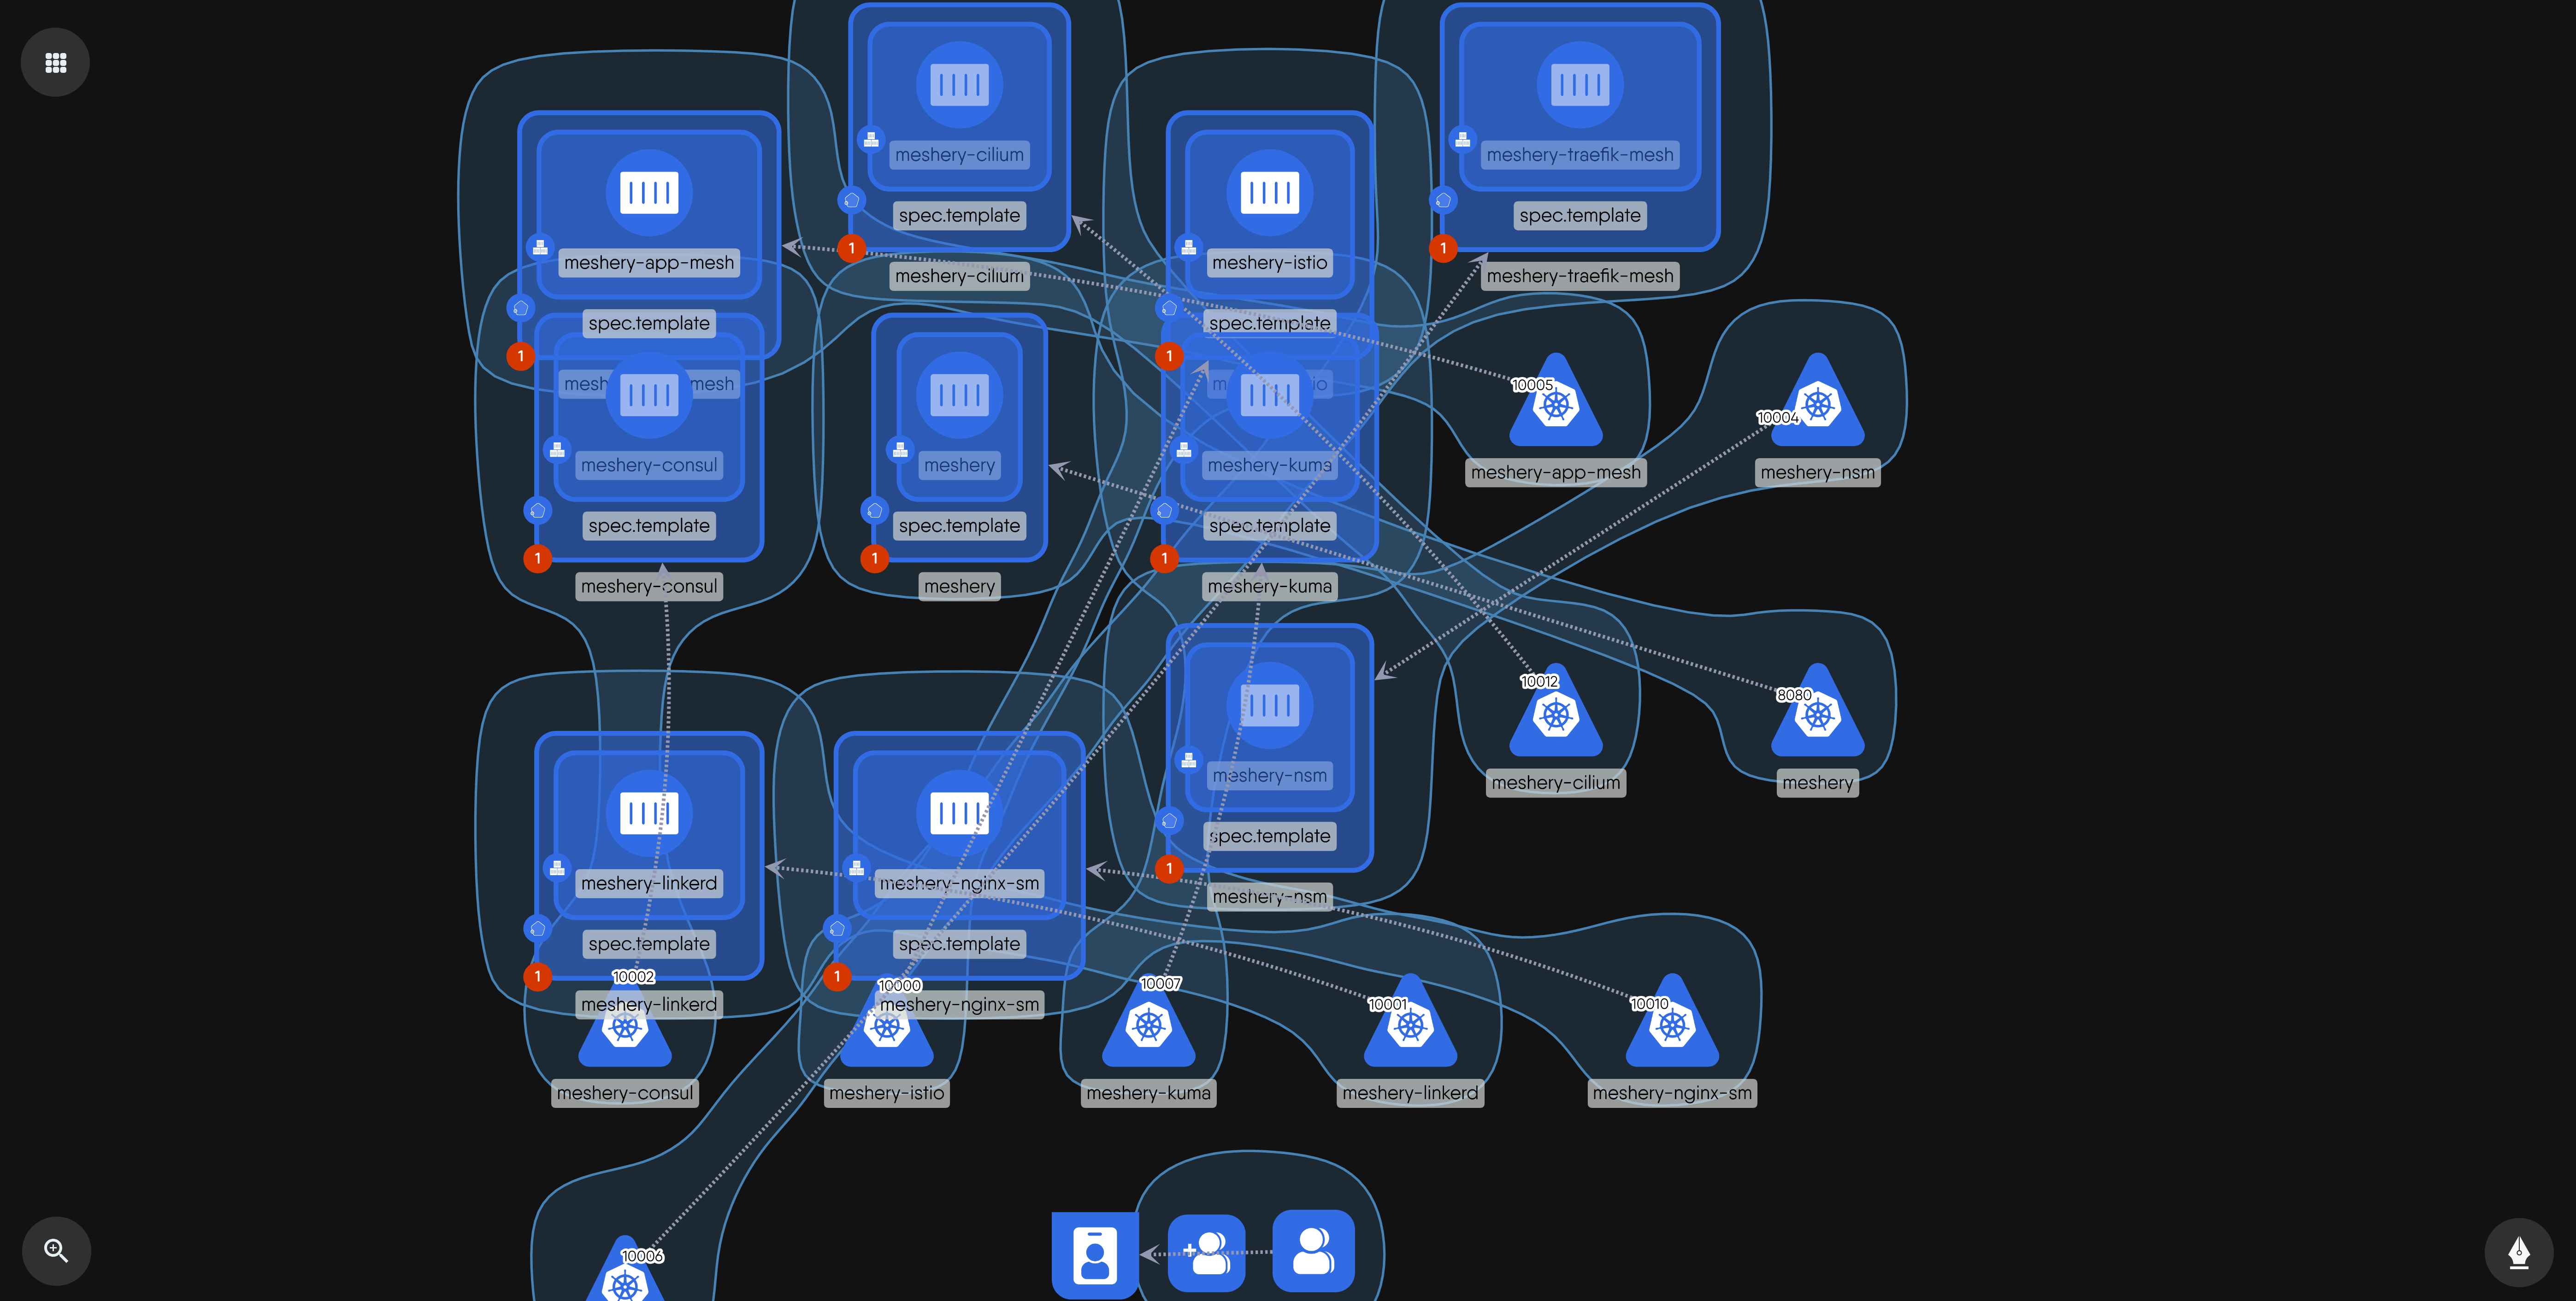 meshery-cilium
spec.template
1
meshery-cilium
meshery-traefik-mesh
spec.template
1
meshery-traefik-mesh
meshery-app-mesh
spec.template
1
mesh mesh
meshery-istio
spec.template
1
m io
meshery-consul
spec.template
1
meshery-consul
meshery
spec.template
1
meshery
meshery-kuma
spec.template
1
meshery-kuma
10005
meshery-app-mesh
10004
meshery-nsm
meshery-nsm
spec.template
1
meshery-nsm
10012
meshery-cilium
8080
meshery
meshery-linkerd
spec.template
1
meshery-linkerd
meshery-nginx-sm
spec.template
1
meshery-nginx-sm
10002
meshery-consul
10000
meshery-istio
10007
meshery-kuma
10001
meshery-linkerd
10010
meshery-nginx-sm
10006